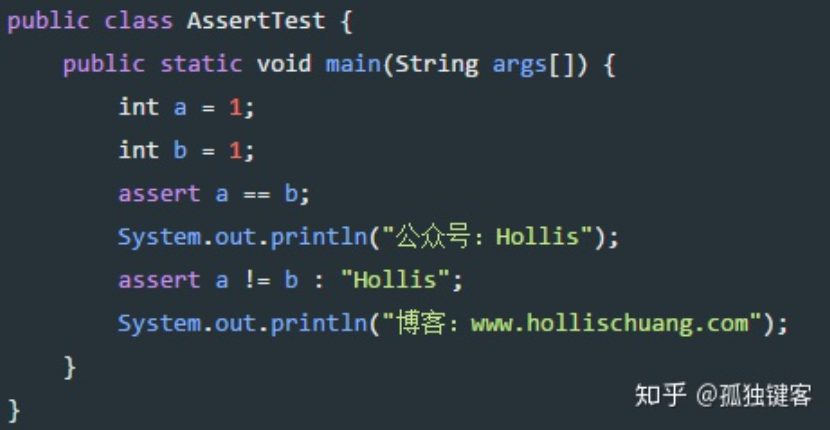 public class AssertTest {
    public static void main(String args[]) {
        int a = 1;
        int b = 1;
        assert a == b;
        System.out.println("公众号：Hollis");
        assert a != b : "Hollis";
        System.out.println("博客：www.hollischuang.com");
    }
}
知乎 @孤独键客